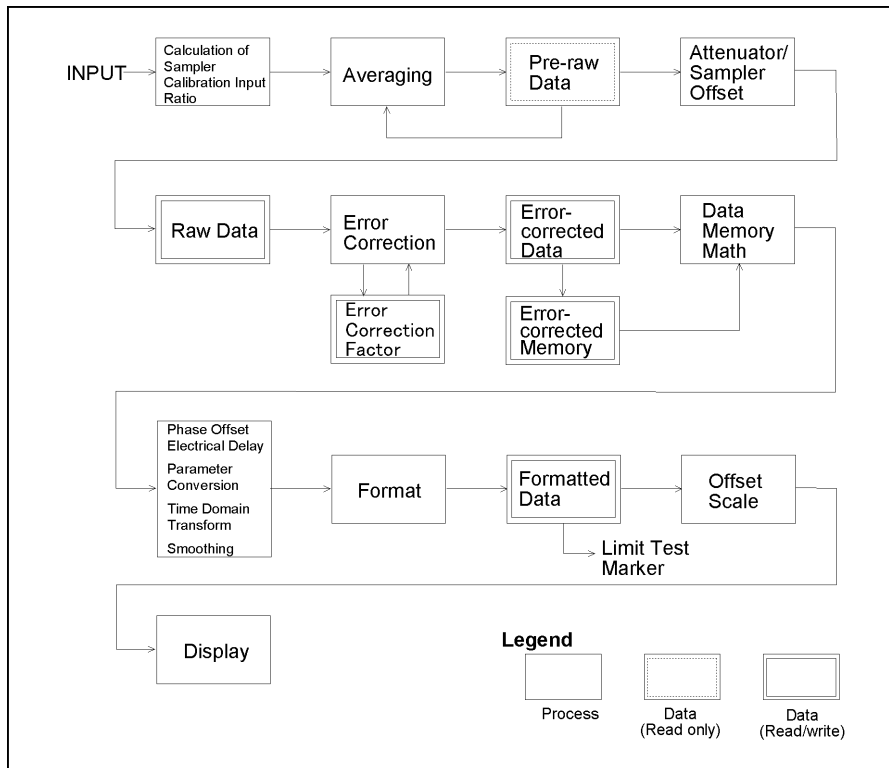 INPUT
Calculation of
Sampler
Calibration Input
Ratio
Averaging
Pre-raw
Data
Attenuator/
Sampler
Offset
Raw Data
Error
Correction
Error-
corrected
Data
Data
Memory
Math
Error
Correction
Factor
Error-
corrected
Memory
Phase Offset
Electrical Delay
Parameter
Conversion
Time Domain
Transform
Smoothing
Format
Formatted
Data
Offset
Scale
Limit Test
Marker
Display
Legend
Process
Data
(Read only)
Data
(Read/write)